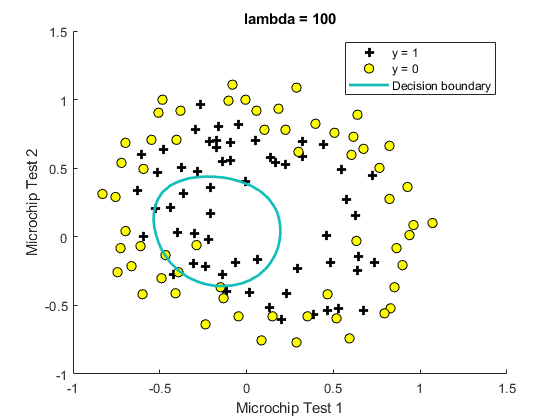 lambda = 100
y = 1
y = 0
Decision boundary
1.5
1
0.5
0
-0.5
-1
Microchip Test 2
-1
-0.5
0
0.5
1
1.5
Microchip Test 1